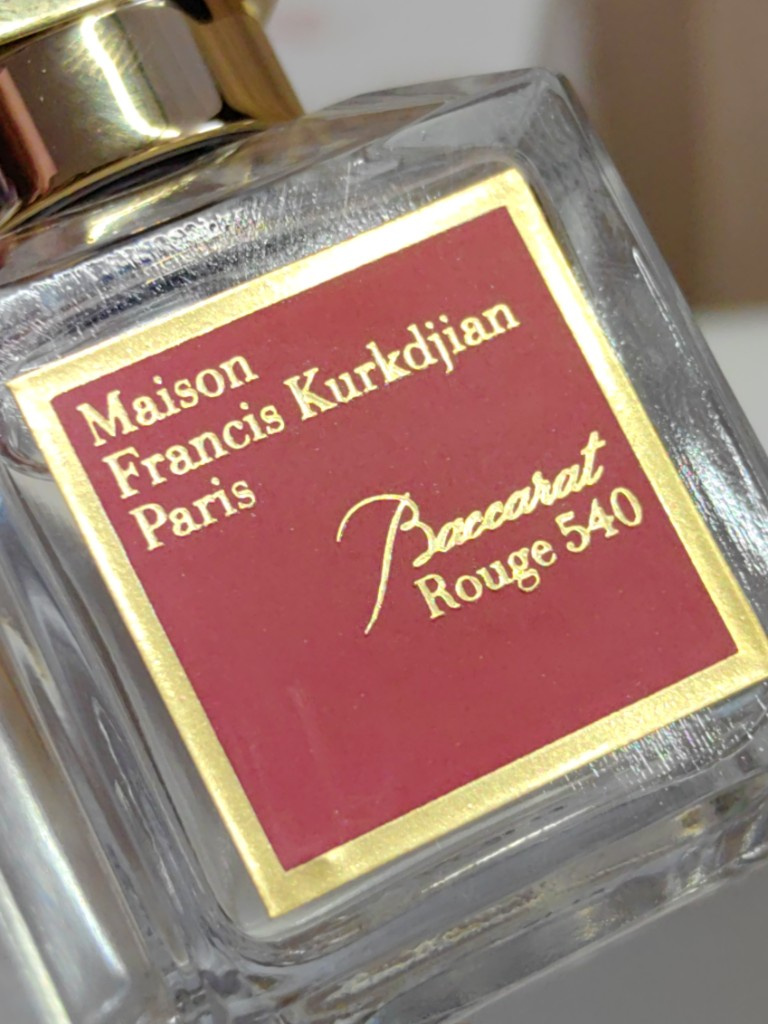 Maison
Francis Kurkdjian
Paris
Baccarat
Rouge 540